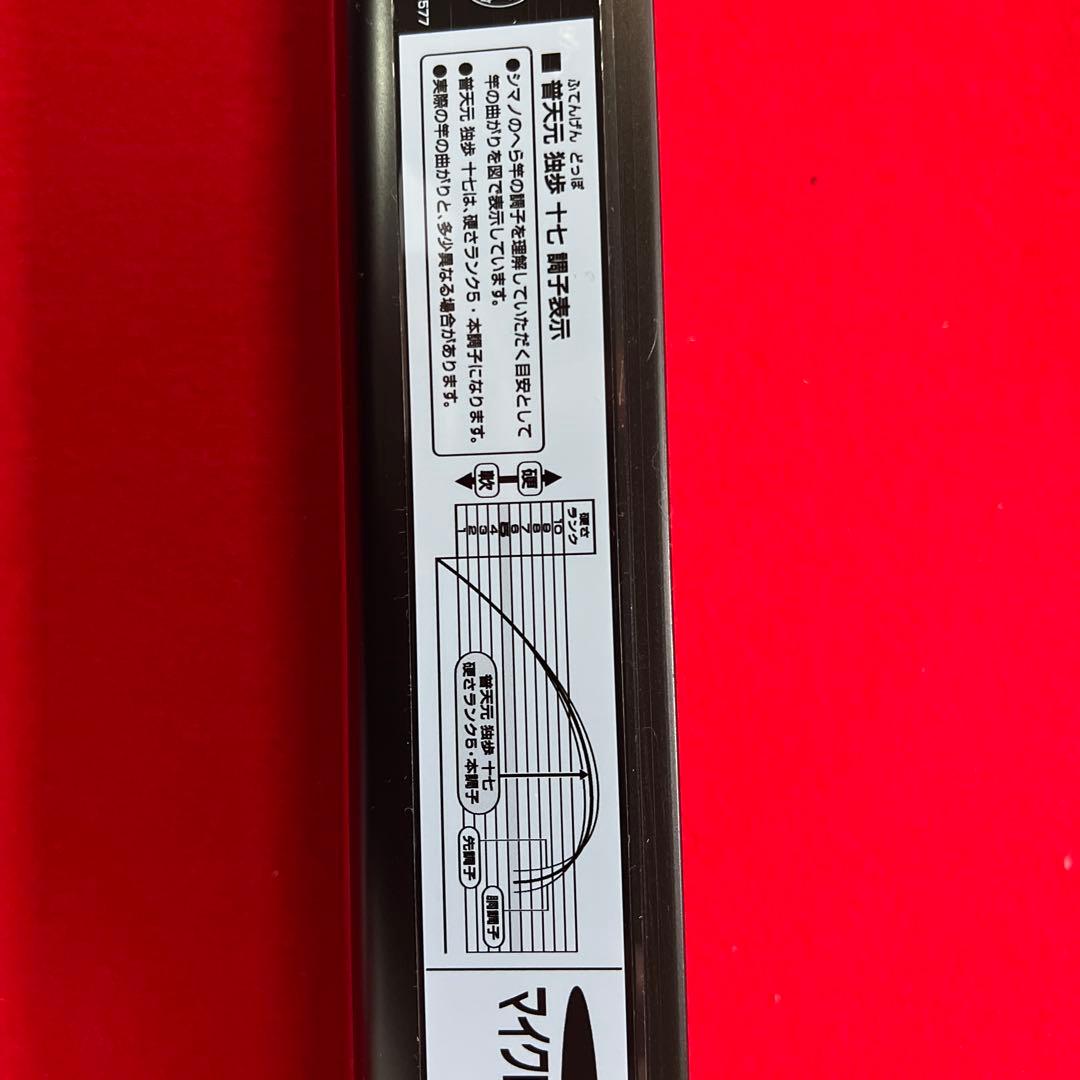 577
ふてんげん どっぽ
■ 普天元 独歩 十七 調子表示
●シマノのへら竿の調子を理解していただく目安として
竿の曲がりを図で表示しています。
●普天元 独歩 十七は、硬さランク5・本調子になります。
●実際の竿の曲がりと、多少異なる場合があります。
硬
軟
硬さ
ランク
10
9
8
7
6
5
4
3
2
1
普天元 独歩 十七
硬さランク5・本調子
先調子
胴調子
マイク